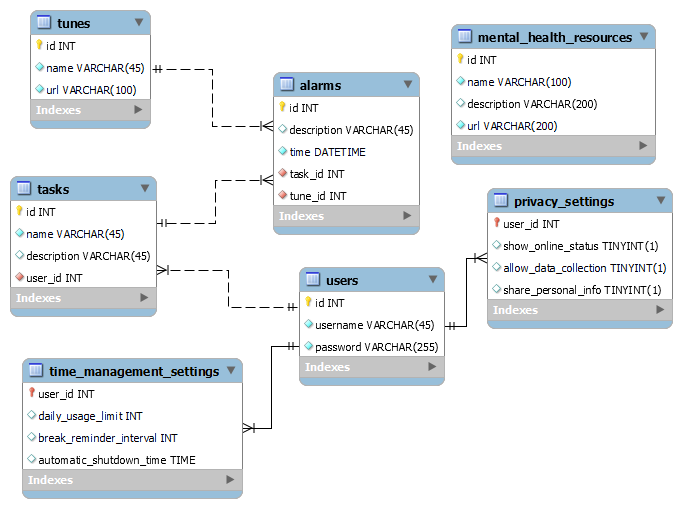 tunes
id INT
name VARCHAR(45)
url VARCHAR(100)
Indexes
alarms
id INT
description VARCHAR(45)
time DATETIME
task_id INT
tune_id INT
Indexes
mental_health_resources
id INT
name VARCHAR(100)
description VARCHAR(200)
url VARCHAR(200)
Indexes
tasks
id INT
name VARCHAR(45)
description VARCHAR(45)
user_id INT
Indexes
privacy_settings
user_id INT
show_online_status TINYINT(1)
allow_data_collection TINYINT(1)
share_personal_info TINYINT(1)
Indexes
users
id INT
username VARCHAR(45)
password VARCHAR(255)
Indexes
time_management_settings
user_id INT
daily_usage_limit INT
break_reminder_interval INT
automatic_shutdown_time TIME
Indexes